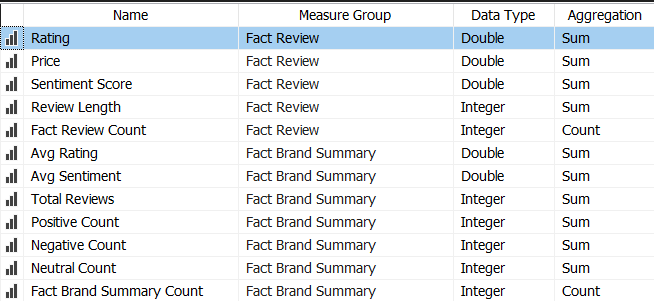 Name Measure Group Data Type Aggregation
Rating Fact Review Double Sum
Price Fact Review Double Sum
Sentiment Score Fact Review Double Sum
Review Length Fact Review Integer Sum
Fact Review Count Fact Review Integer Count
Avg Rating Fact Brand Summary Double Sum
Avg Sentiment Fact Brand Summary Double Sum
Total Reviews Fact Brand Summary Integer Sum
Positive Count Fact Brand Summary Integer Sum
Negative Count Fact Brand Summary Integer Sum
Neutral Count Fact Brand Summary Integer Sum
Fact Brand Summary Count Fact Brand Summary Integer Count